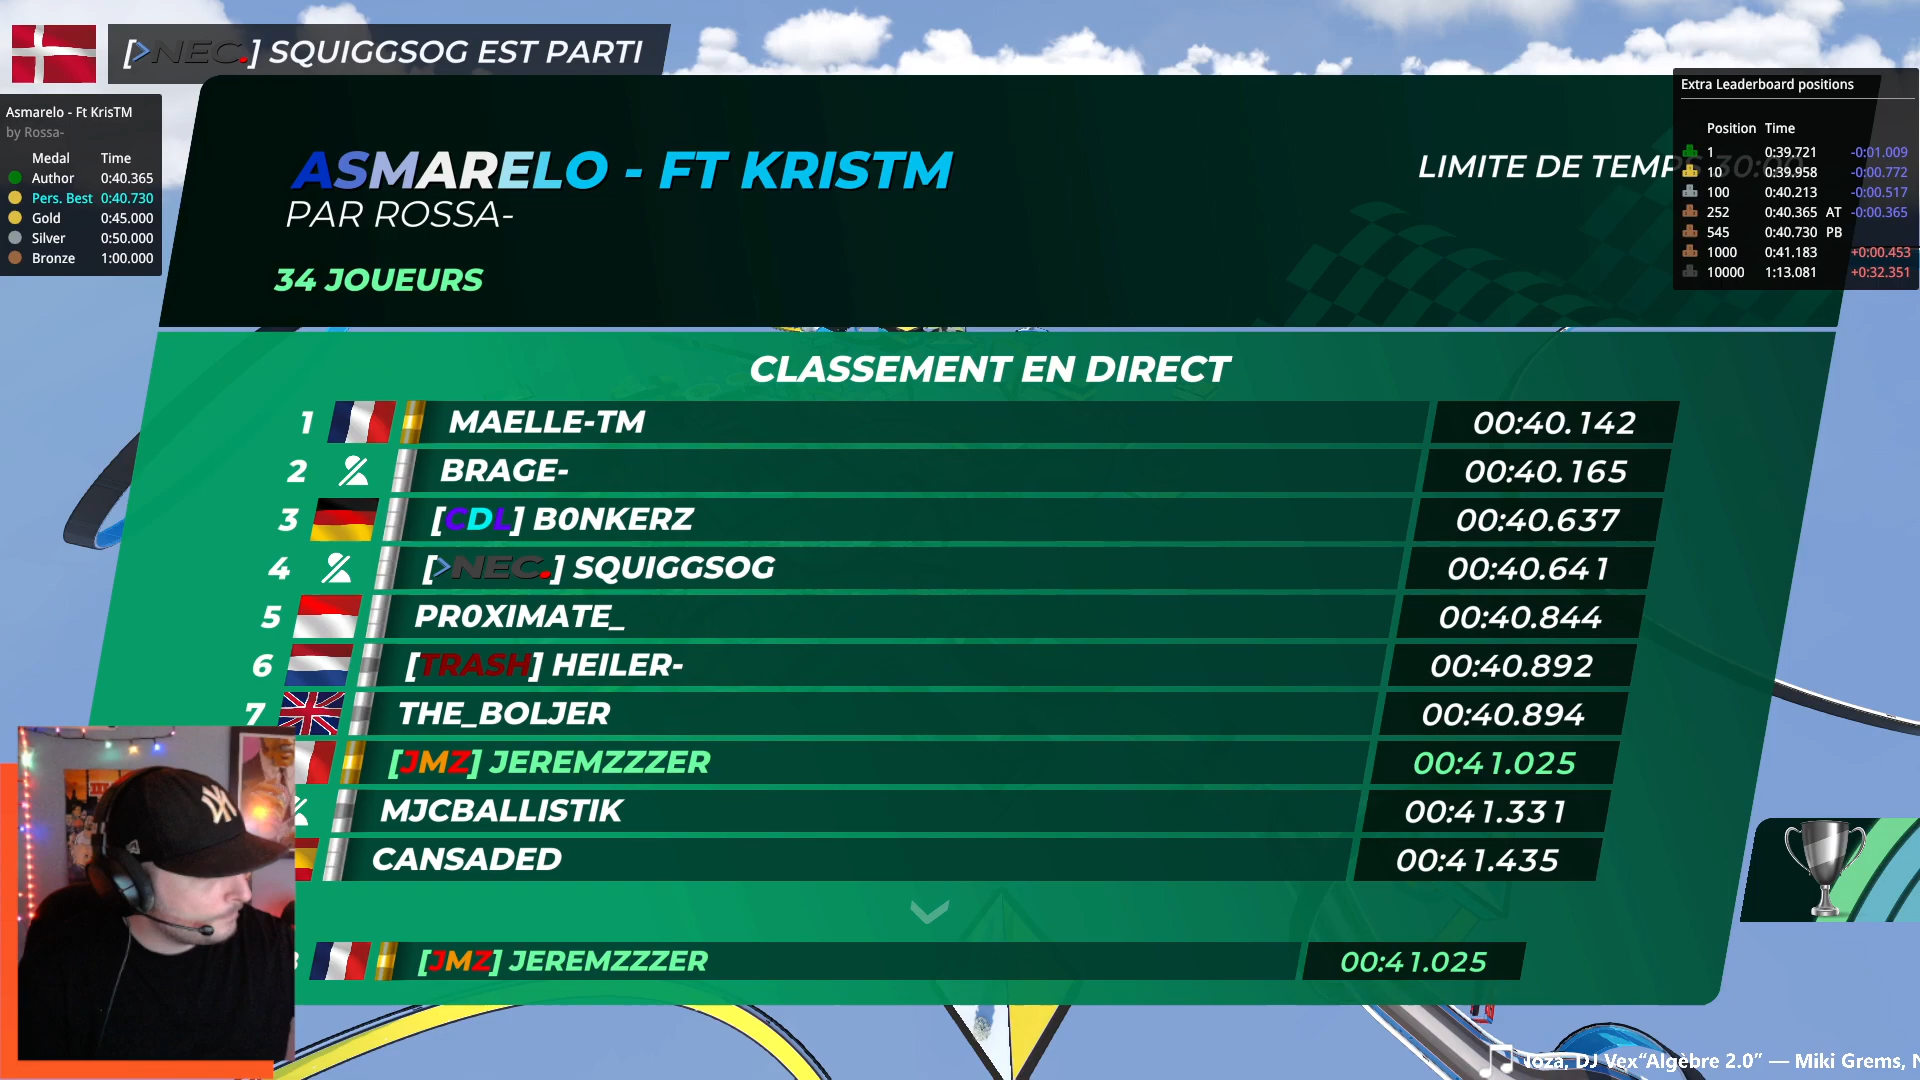 [>NEC.] SQUIGGSOG EST PARTI
Asmarelo - Ft KrisTM
by Rossa-
Medal Time
Author 0:40.365
Pers. Best 0:40.730
Gold 0:45.000
Silver 0:50.000
Bronze 1:00.000
ASMARELO - FT KRISTM
PAR ROSSA-
34 JOUEURS
LIMITE DE TEMPS 30:00
Extra Leaderboard positions
Position Time
1 0:39.721 -0:01.009
10 0:39.958 -0:00.772
100 0:40.213 -0:00.517
252 0:40.365 AT -0:00.365
545 0:40.730 PB
1000 0:41.183 +0:00.453
10000 1:13.081 +0:32.351
CLASSEMENT EN DIRECT
1 MAELLE-TM 00:40.142
2 BRAGE- 00:40.165
3 [CDL] B0NKERZ 00:40.637
4 [>NEC.] SQUIGGSOG 00:40.641
5 PR0XIMATE_ 00:40.844
6 [TRASH] HEILER- 00:40.892
7 THE_BOLJER 00:40.894
[JMZ] JEREMZZZER 00:41.025
MJCBALLISTIK 00:41.331
CANSADED 00:41.435
[JMZ] JEREMZZZER 00:41.025
DJ Vex "Algèbre 2.0" — Miki Grems,